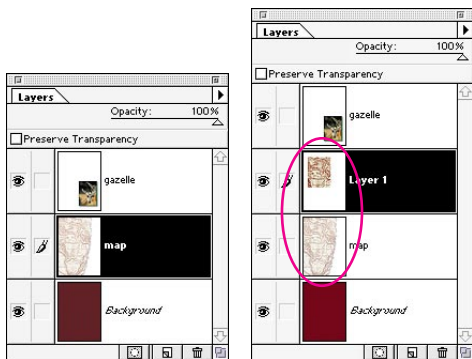 Layers
Opacity: 100%
Preserve Transparency
gazelle
map
Background
Layers
Opacity: 100%
Preserve Transparency
gazelle
Layer 1
map
Background